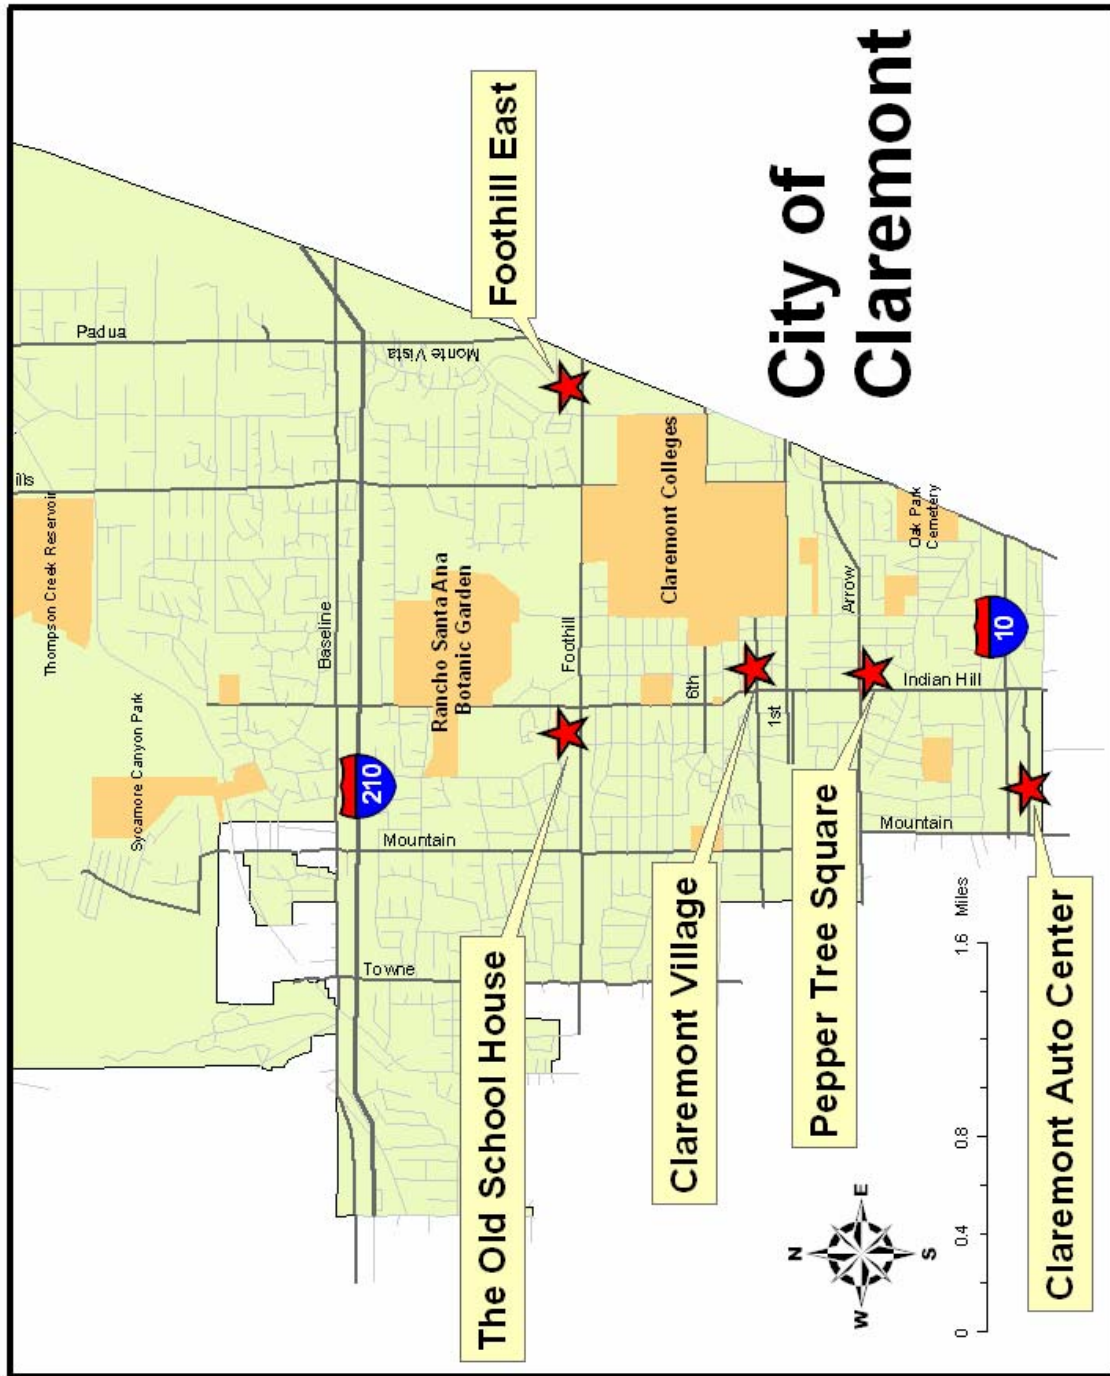 Padua
Foothill East
ills
Thompson Creek Reservoir
Monte Vista
City of
Claremont
Claremont Colleges
Oak Park
Cemetery
Rancho Santa Ana
Botanic Garden
Baseline
Foothill
Arrow
10
Sycamore Canyon Park
6th
1st
Indian Hill
210
Mountain
Mountain
Towne
The Old School House
Claremont Village
Pepper Tree Square
Claremont Auto Center
N
W
E
S
0
0.4
0.8
1.6
Miles